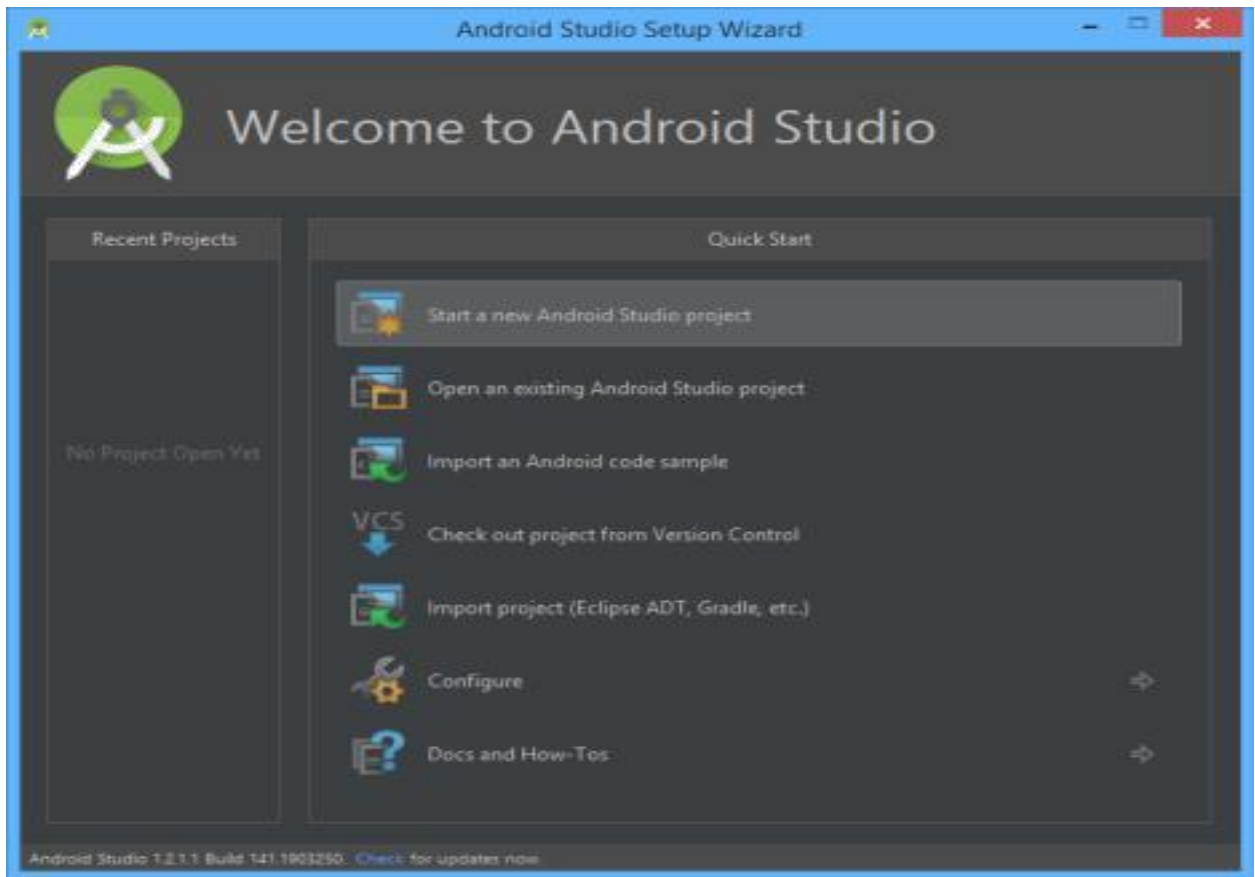 Android Studio Setup Wizard
Welcome to Android Studio
Recent Projects
No Project Open Yet
Quick Start
Start a new Android Studio project
Open an existing Android Studio project
Import an Android code sample
VCS
Check out project from Version Control
Import project (Eclipse ADT, Gradle, etc.)
Configure
Docs and How-Tos
Android Studio 1.2.1.1 Build 141.1903250. Check for updates now.